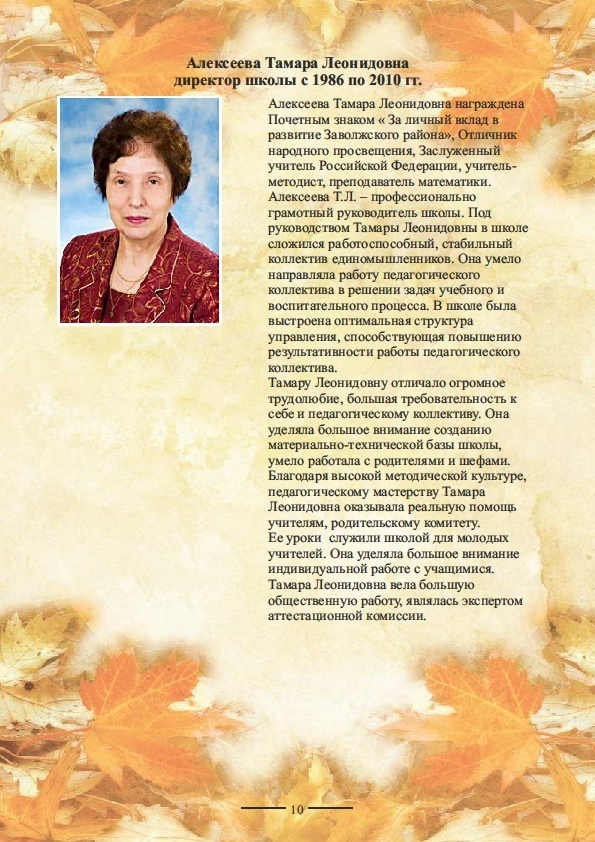 Алексеева Тамара Леонидовна
директор школы с 1986 по 2010 гг.
Алексеева Тамара Леонидовна награждена
Почетным знаком « За личный вклад в
развитие Заволжского района», Отличник
народного просвещения, Заслуженный
учитель Российской Федерации, учитель-
методист, преподаватель математики.
Алексеева Т.Л. – профессионально
грамотный руководитель школы. Под
руководством Тамары Леонидовны в школе
сложился работоспособный, стабильный
коллектив единомышленников. Она умело
направляла работу педагогического
коллектива в решении задач учебного и
воспитательного процесса. В школе была
выстроена оптимальная структура
управления, способствующая повышению
результативности работы педагогического
коллектива.
Тамару Леонидовну отличало огромное
трудолюбие, большая требовательность к
себе и педагогическому коллективу. Она
уделяла большое внимание созданию
материально-технической базы школы,
умело работала с родителями и шефами.
Благодаря высокой методической культуре,
педагогическому мастерству Тамара
Леонидовна оказывала реальную помощь
учителям, родительскому комитету.
Ее уроки  служили школой для молодых
учителей. Она уделяла большое внимание
индивидуальной работе с учащимися.
Тамара Леонидовна вела большую
общественную работу, являлась экспертом
аттестационной комиссии.
10